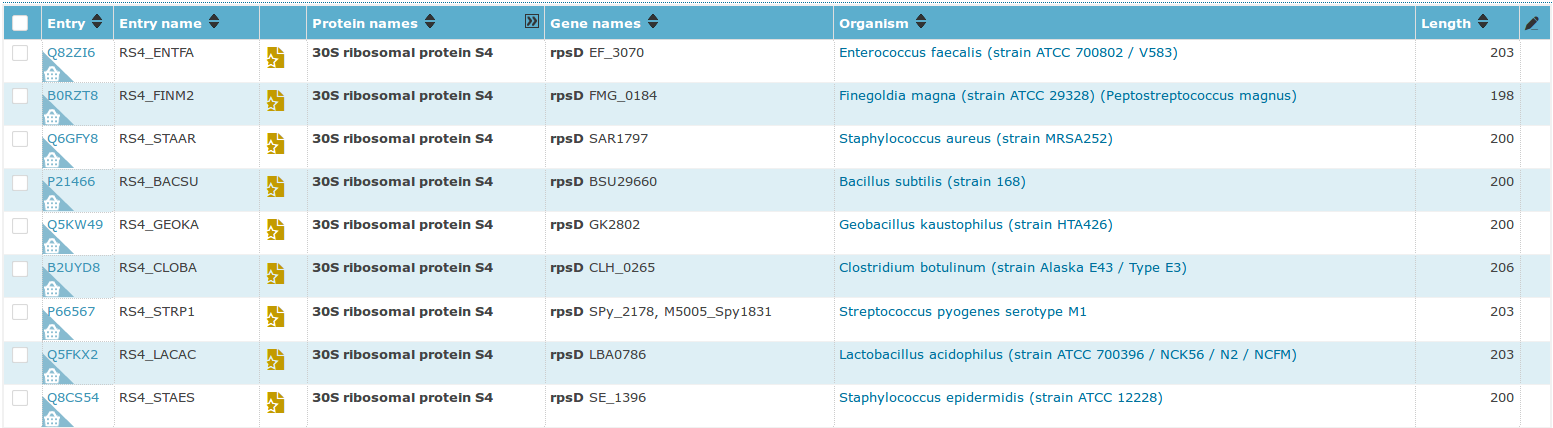 Entry Entry name Protein names Gene names Organism Length
Q82ZI6 RS4_ENTFA 30S ribosomal protein S4 rpsD EF_3070 Enterococcus faecalis (strain ATCC 700802 / V583) 203
B0RZT8 RS4_FINM2 30S ribosomal protein S4 rpsD FMG_0184 Finegoldia magna (strain ATCC 29328) (Peptostreptococcus magnus) 198
Q6GFY8 RS4_STAAR 30S ribosomal protein S4 rpsD SAR1797 Staphylococcus aureus (strain MRSA252) 200
P21466 RS4_BACSU 30S ribosomal protein S4 rpsD BSU29660 Bacillus subtilis (strain 168) 200
Q5KW49 RS4_GEOKA 30S ribosomal protein S4 rpsD GK2802 Geobacillus kaustophilus (strain HTA426) 200
B2UYD8 RS4_CLOBA 30S ribosomal protein S4 rpsD CLH_0265 Clostridium botulinum (strain Alaska E43 / Type E3) 206
P66567 RS4_STRP1 30S ribosomal protein S4 rpsD SPy_2178, M5005_Spy1831 Streptococcus pyogenes serotype M1 203
Q5FKX2 RS4_LACAC 30S ribosomal protein S4 rpsD LBA0786 Lactobacillus acidophilus (strain ATCC 700396 / NCK56 / N2 / NCFM) 203
Q8CS54 RS4_STAES 30S ribosomal protein S4 rpsD SE_1396 Staphylococcus epidermidis (strain ATCC 12228) 200